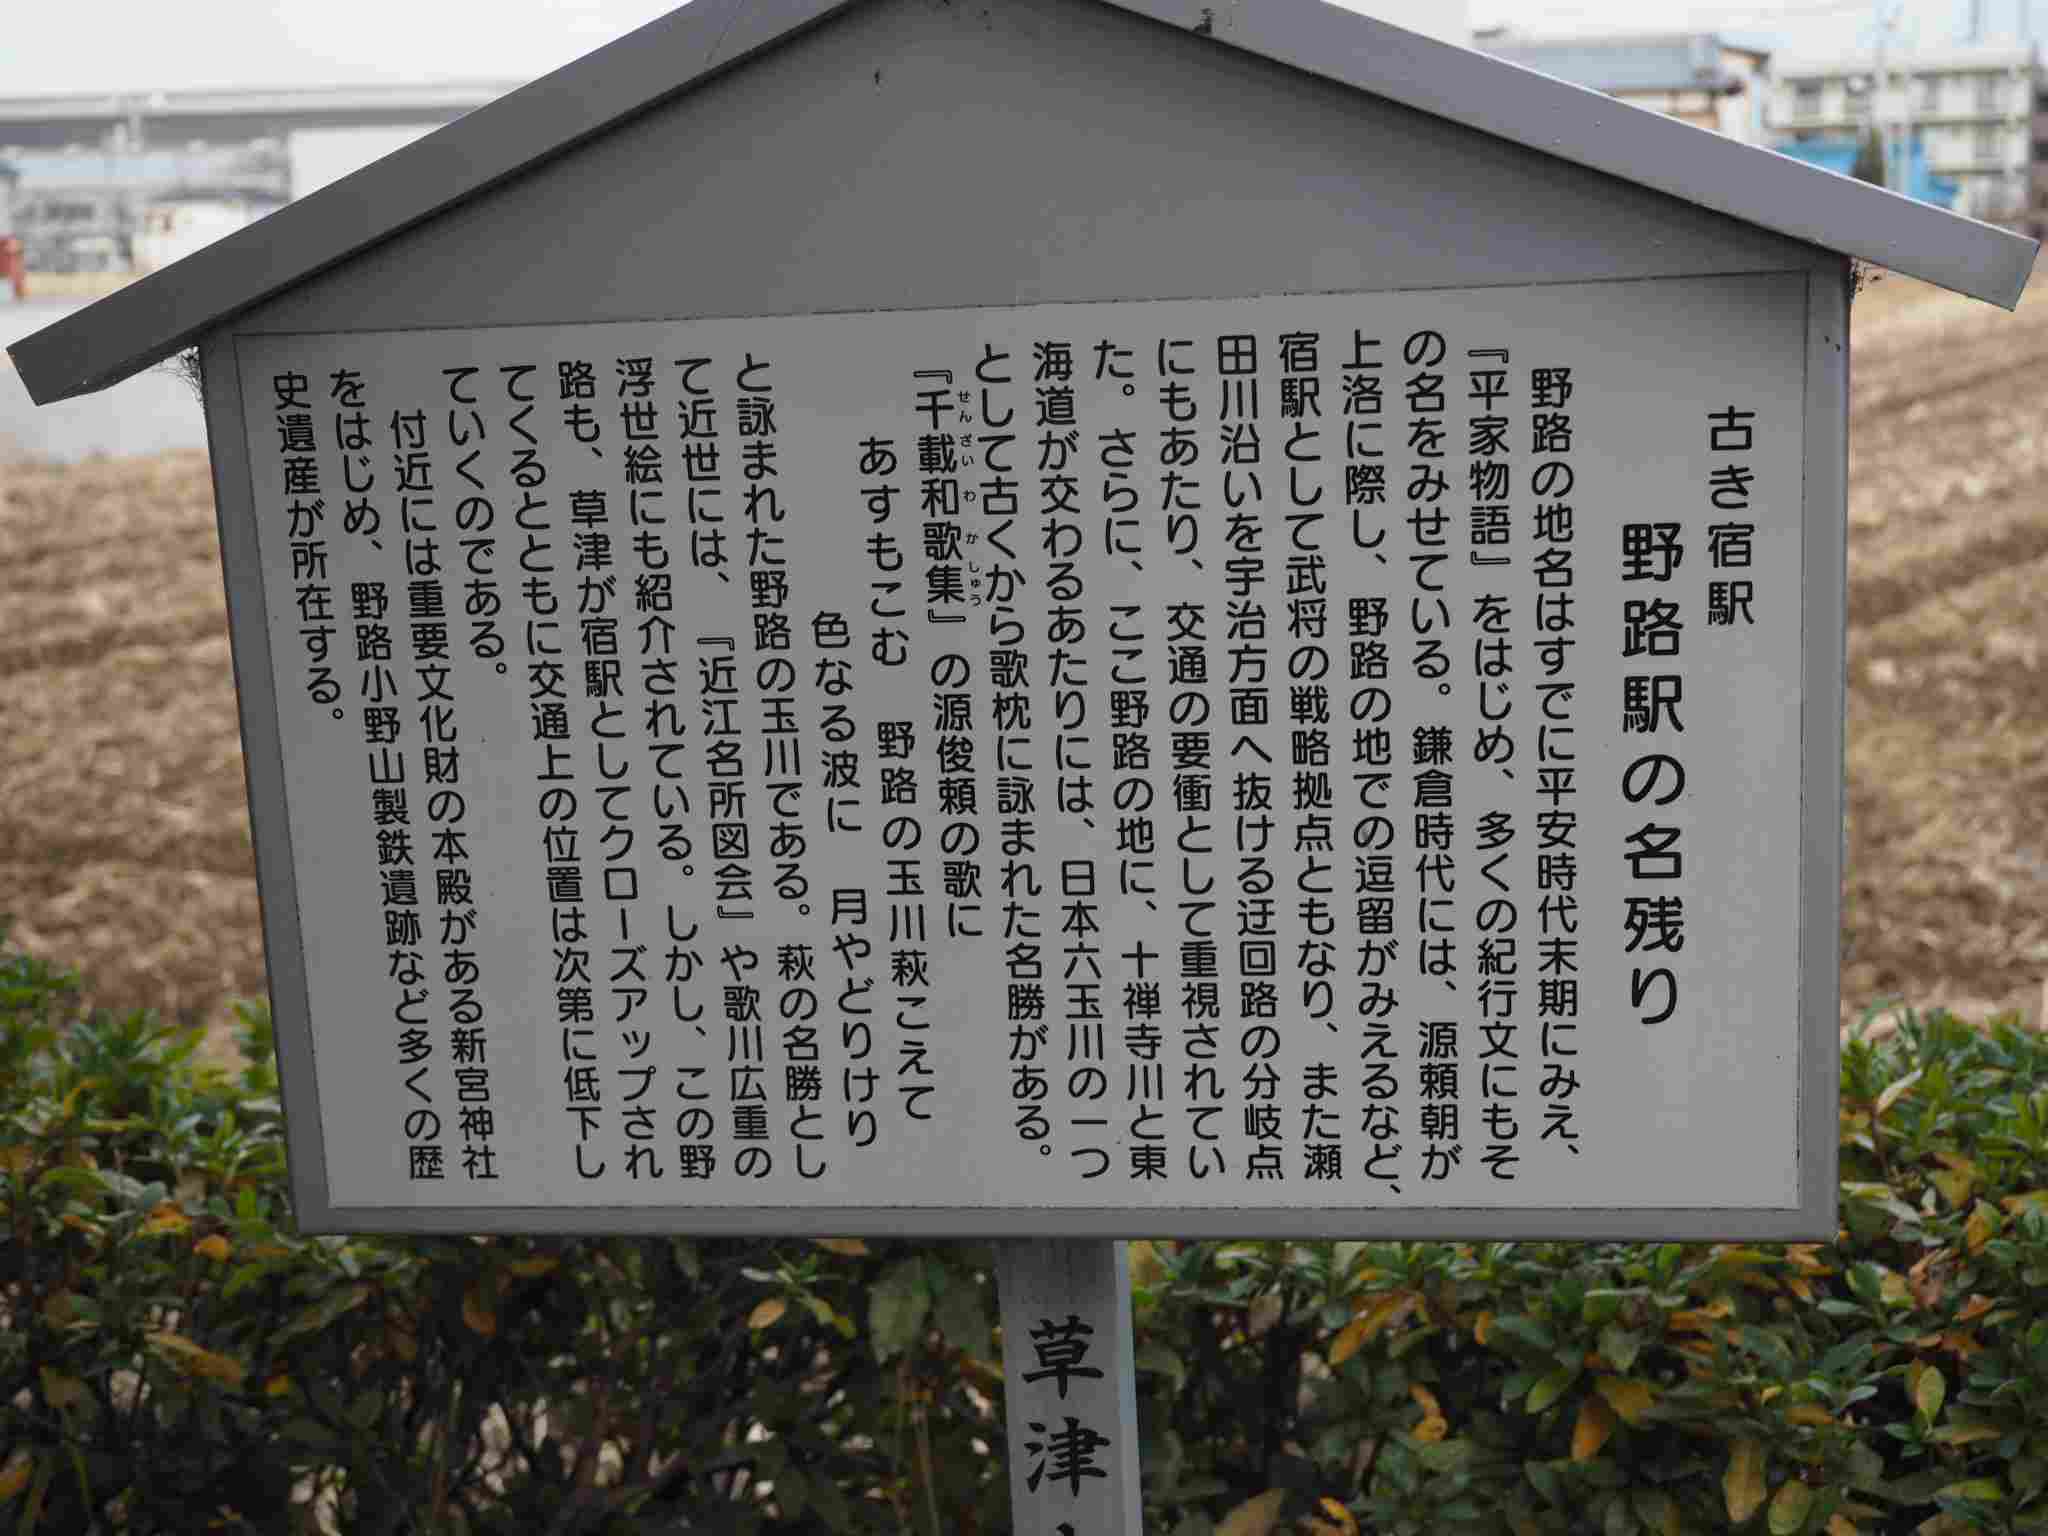 古き宿駅
野路駅の名残り
野路の地名はすでに平安時代末期にみえ、
『平家物語』をはじめ、多くの紀行文にもそ
の名をみせている。鎌倉時代には、源頼朝が
上洛に際し、野路の地での逗留がみえるなど、
宿駅として武将の戦略拠点ともなり、また瀬
田川沿いを宇治方面へ抜ける迂回路の分岐点
にもあたり、交通の要衝として重視されてい
た。さらに、ここ野路の地に、十禅寺川と東
海道が交わるあたりには、日本六玉川の一つ
として古くから歌枕に詠まれた名勝がある。
『千載和歌集』の源俊頼の歌に
せんざいわかしゅう
あすもこむ　野路の玉川萩こえて
色なる波に　月やどりけり
と詠まれた野路の玉川である。萩の名勝とし
て近世には、『近江名所図会』や歌川広重の
浮世絵にも紹介されている。しかし、この野
路も、草津が宿駅としてクローズアップされ
てくるとともに交通上の位置は次第に低下し
ていくのである。
付近には重要文化財の本殿がある新宮神社
をはじめ、野路小野山製鉄遺跡など多くの歴
史遺産が所在する。
草津